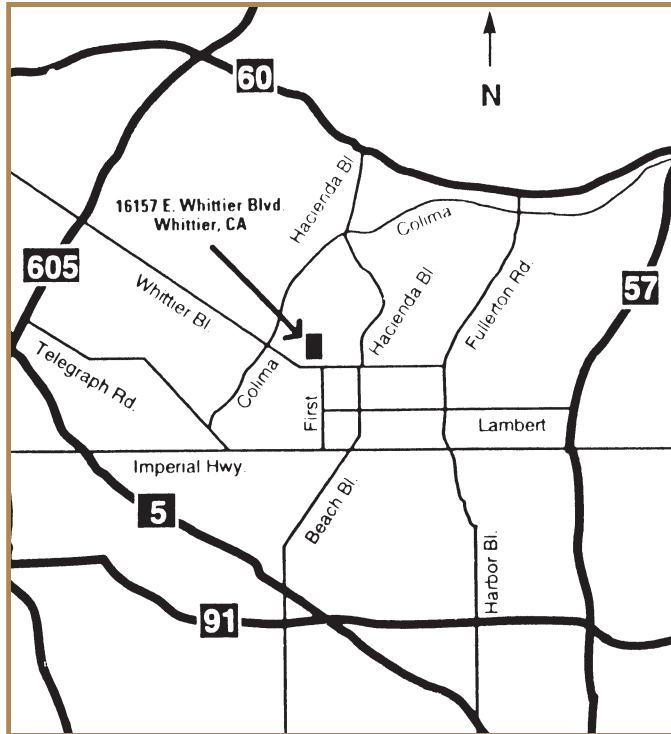 60
N
16157 E. Whittier Blvd.
Whittier, CA
Hacienda Bl
Colima
605
Whittier Bl.
Hacienda Bl
Fullerton Rd.
57
Telegraph Rd.
Colima
First
Lambert
Imperial Hwy.
5
Beach Bl.
Harbor Bl.
91